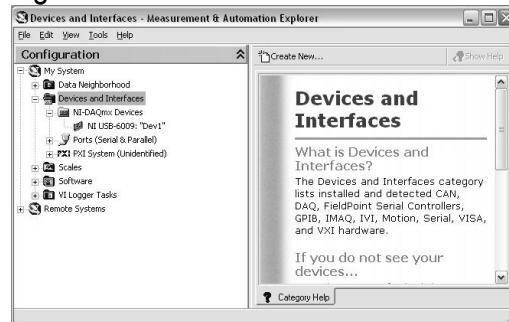 Devices and Interfaces - Measurement & Automation Explorer
File Edit View Tools Help
Configuration
My System
Data Neighborhood
Devices and Interfaces
NI-DAQmx Devices
NI USB-6009: "Dev1"
Ports (Serial & Parallel)
PXI PXI System (Unidentified)
Scales
Software
VI Logger Tasks
Remote Systems
Create New...
Show Help
Devices and
Interfaces
What is Devices and
Interfaces?
The Devices and Interfaces category
lists installed and detected CAN,
DAQ, FieldPoint Serial Controllers,
GPIB, IMAQ, IVI, Motion, Serial, VISA,
and VXI hardware.
If you do not see your
devices...
Category Help